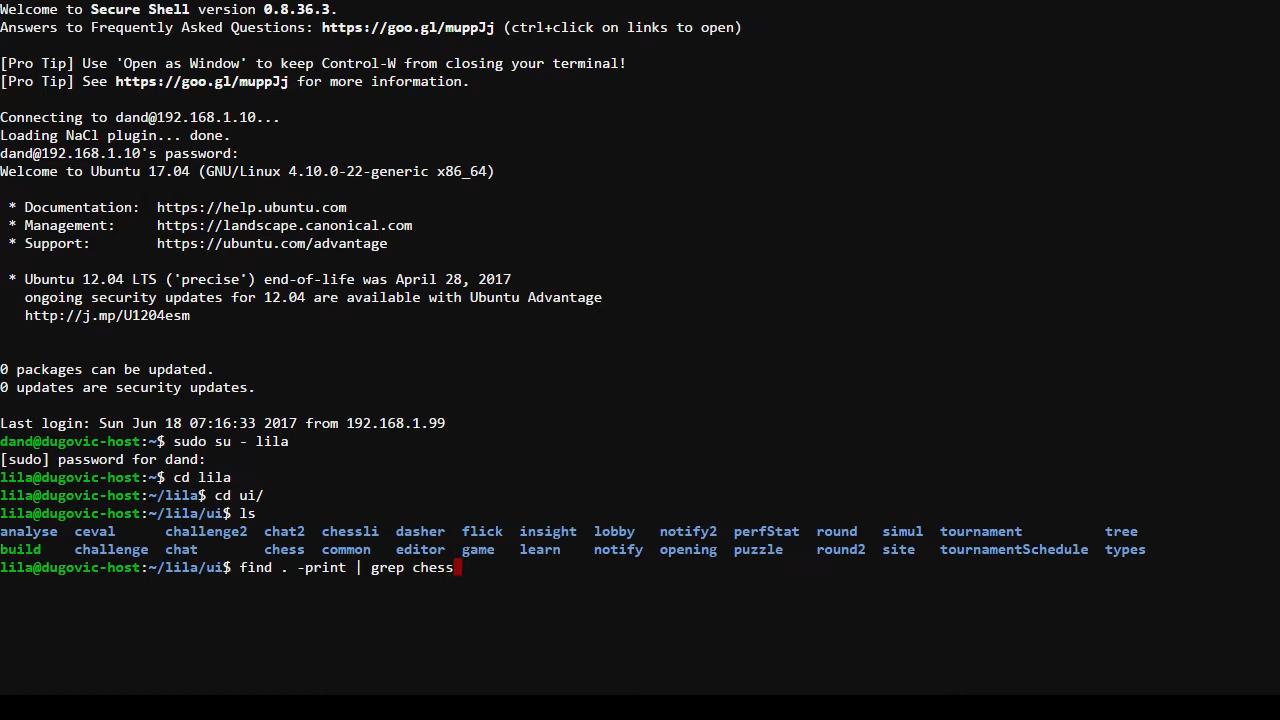 Welcome to Secure Shell version 0.8.36.3.
Answers to Frequently Asked Questions: https://goo.gl/muppJj (ctrl+click on links to open)
[Pro Tip] Use 'Open as Window' to keep Control-W from closing your terminal!
[Pro Tip] See https://goo.gl/muppJj for more information.
Connecting to dand@192.168.1.10...
Loading NaCl plugin... done.
dand@192.168.1.10's password:
Welcome to Ubuntu 17.04 (GNU/Linux 4.10.0-22-generic x86_64)
* Documentation:  https://help.ubuntu.com
* Management:     https://landscape.canonical.com
* Support:        https://ubuntu.com/advantage
* Ubuntu 12.04 LTS ('precise') end-of-life was April 28, 2017
ongoing security updates for 12.04 are available with Ubuntu Advantage
http://j.mp/U1204esm
0 packages can be updated.
0 updates are security updates.
Last login: Sun Jun 18 07:16:33 2017 from 192.168.1.99
dand@dugovic-host:~$ sudo su - lila
[sudo] password for dand:
lila@dugovic-host:~$ cd lila
lila@dugovic-host:~/lila$ cd ui/
lila@dugovic-host:~/lila/ui$ ls
analyse  ceval      challenge2  chat2  chessli  dasher  flick  insight  lobby   notify2  perfStat  round   simul  tournament          tree
build    challenge  chat        chess  common   editor  game   learn    notify  opening  puzzle    round2  site   tournamentSchedule  types
lila@dugovic-host:~/lila/ui$ find . -print | grep chess